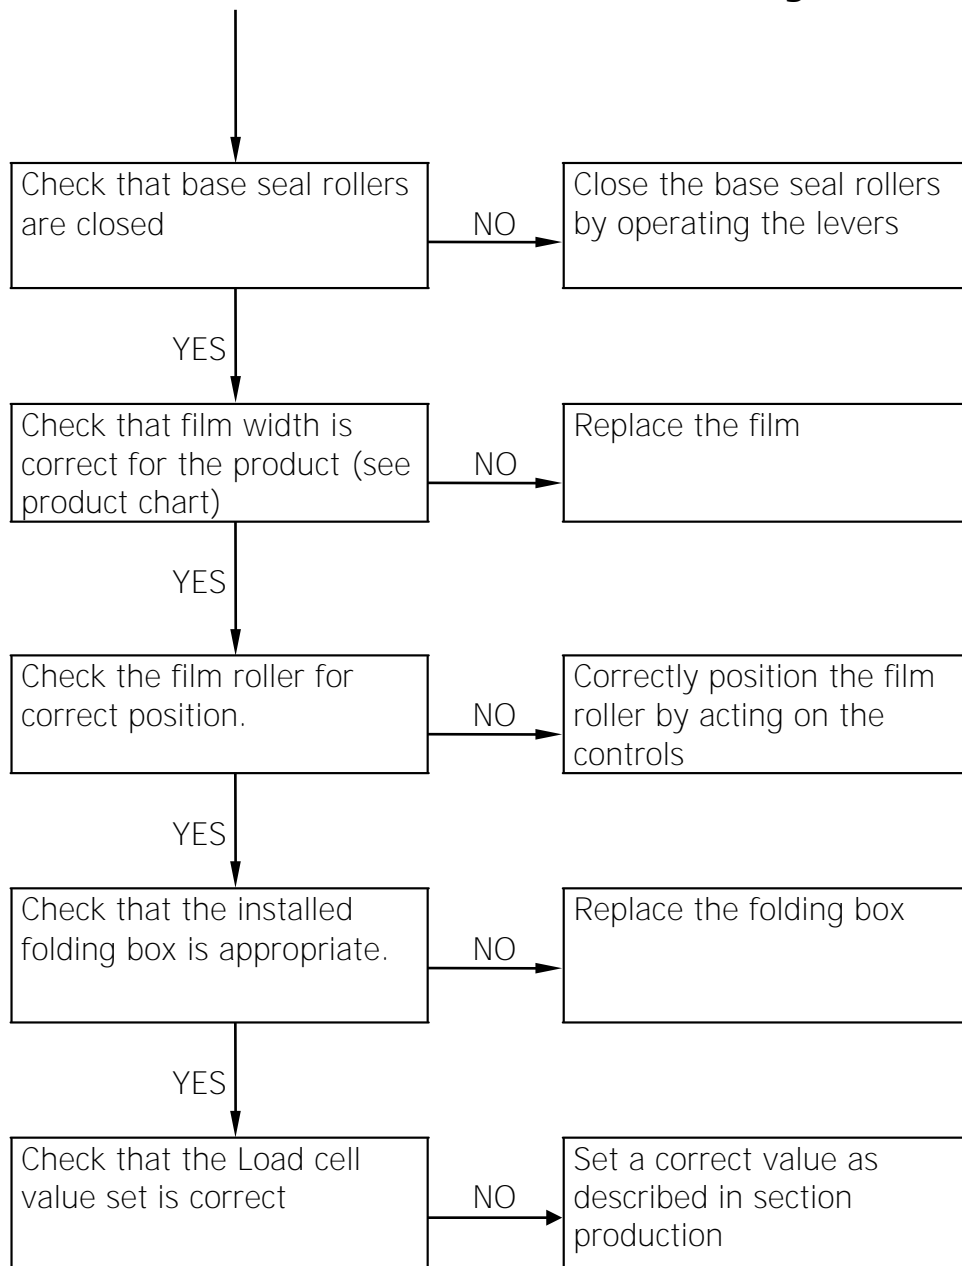 Check that base seal rollers
are closed
NO
Close the base seal rollers
by operating the levers
YES
Check that film width is
correct for the product (see
product chart)
NO
Replace the film
YES
Check the film roller for
correct position.
NO
Correctly position the film
roller by acting on the
controls
YES
Check that the installed
folding box is appropriate.
NO
Replace the folding box
YES
Check that the Load cell
value set is correct
NO
Set a correct value as
described in section
production